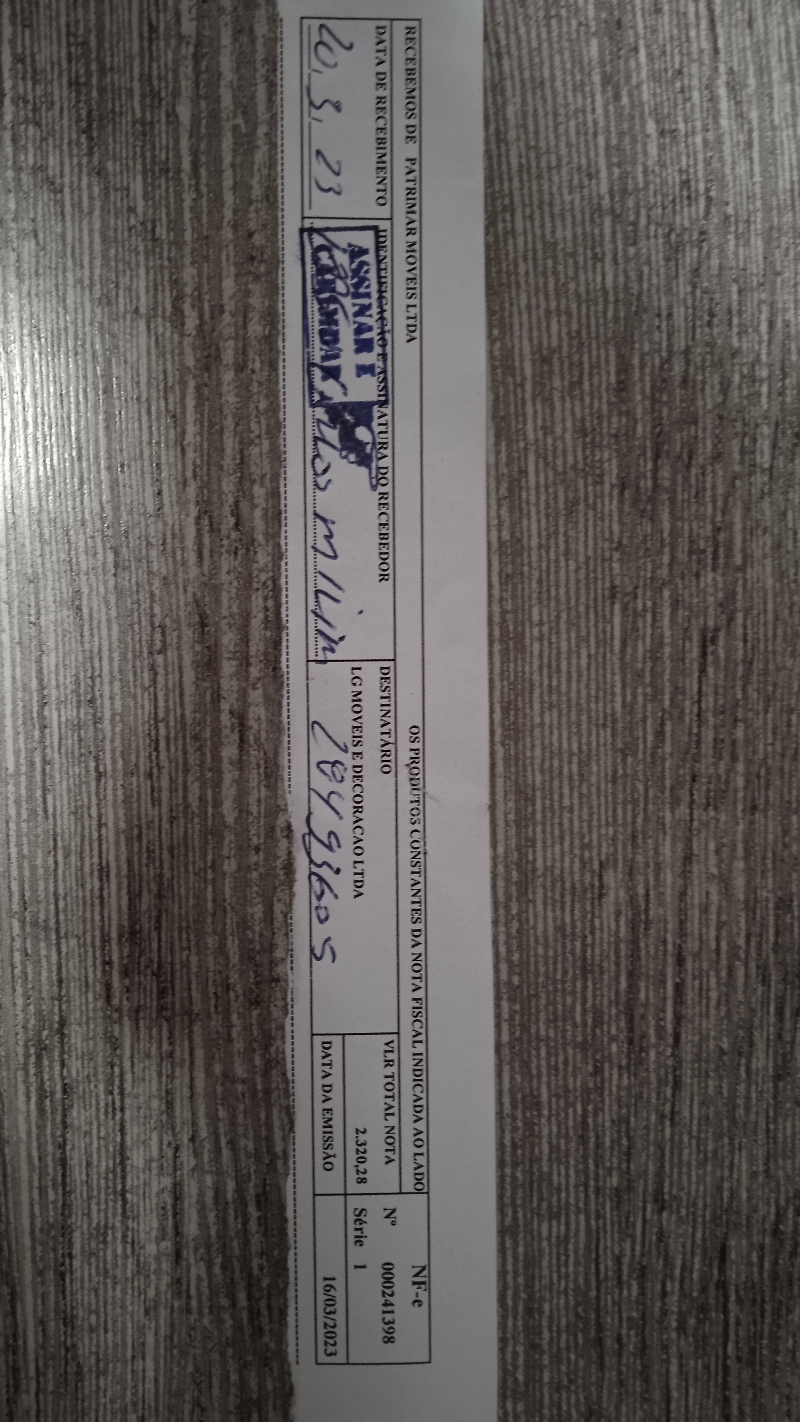 RECEBEMOS DE PATRIMAR MOVEIS LTDA
OS PRODUTOS CONSTANTES DA NOTA FISCAL INDICADA AO LADO
DATA DE RECEBIMENTO
20, 3, 23
IDENTIFICAÇÃO E ASSINATURA DO RECEBEDOR
ASSINAR E
DESTINATÁRIO
LG MOVEIS E DECORACAO LTDA
VLR TOTAL NOTA
2.320,28
DATA DA EMISSÃO
NF-e
Nº 000241398
Série 1
16/03/2023